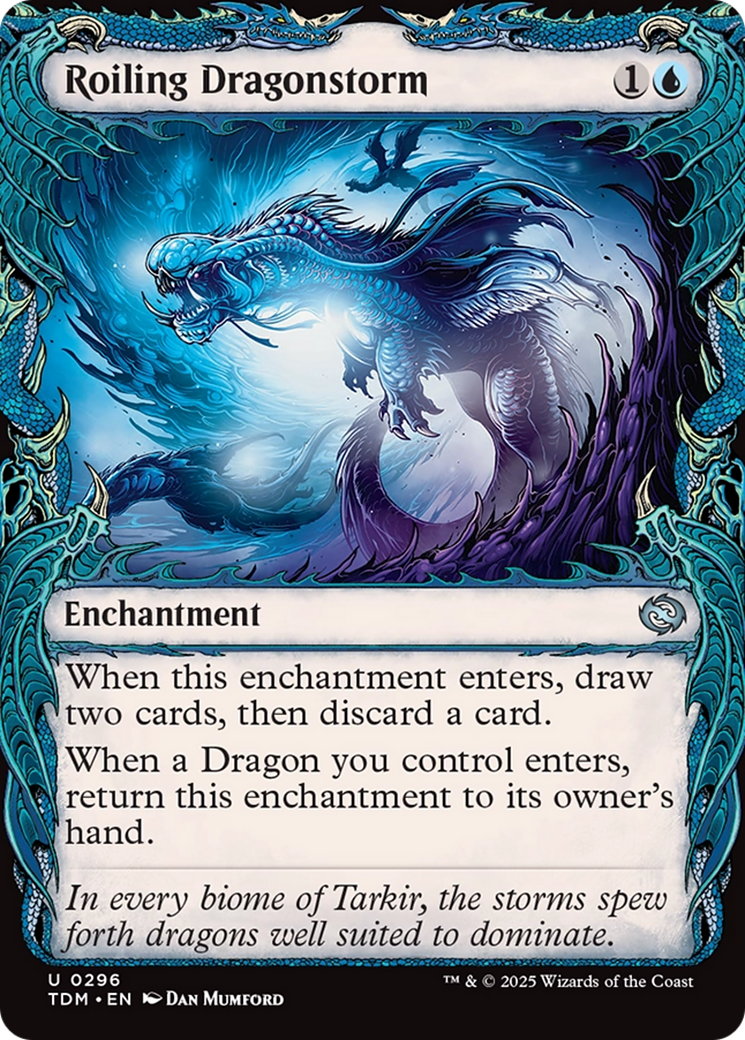 Roiling Dragonstorm 1
Enchantment
When this enchantment enters, draw
two cards, then discard a card.
When a Dragon you control enters,
return this enchantment to its owner's
hand.
In every biome of Tarkir, the storms spew
forth dragons well suited to dominate.
U 0296 ™ & © 2025 Wizards of the Coast
TDM • EN Dan Mumford